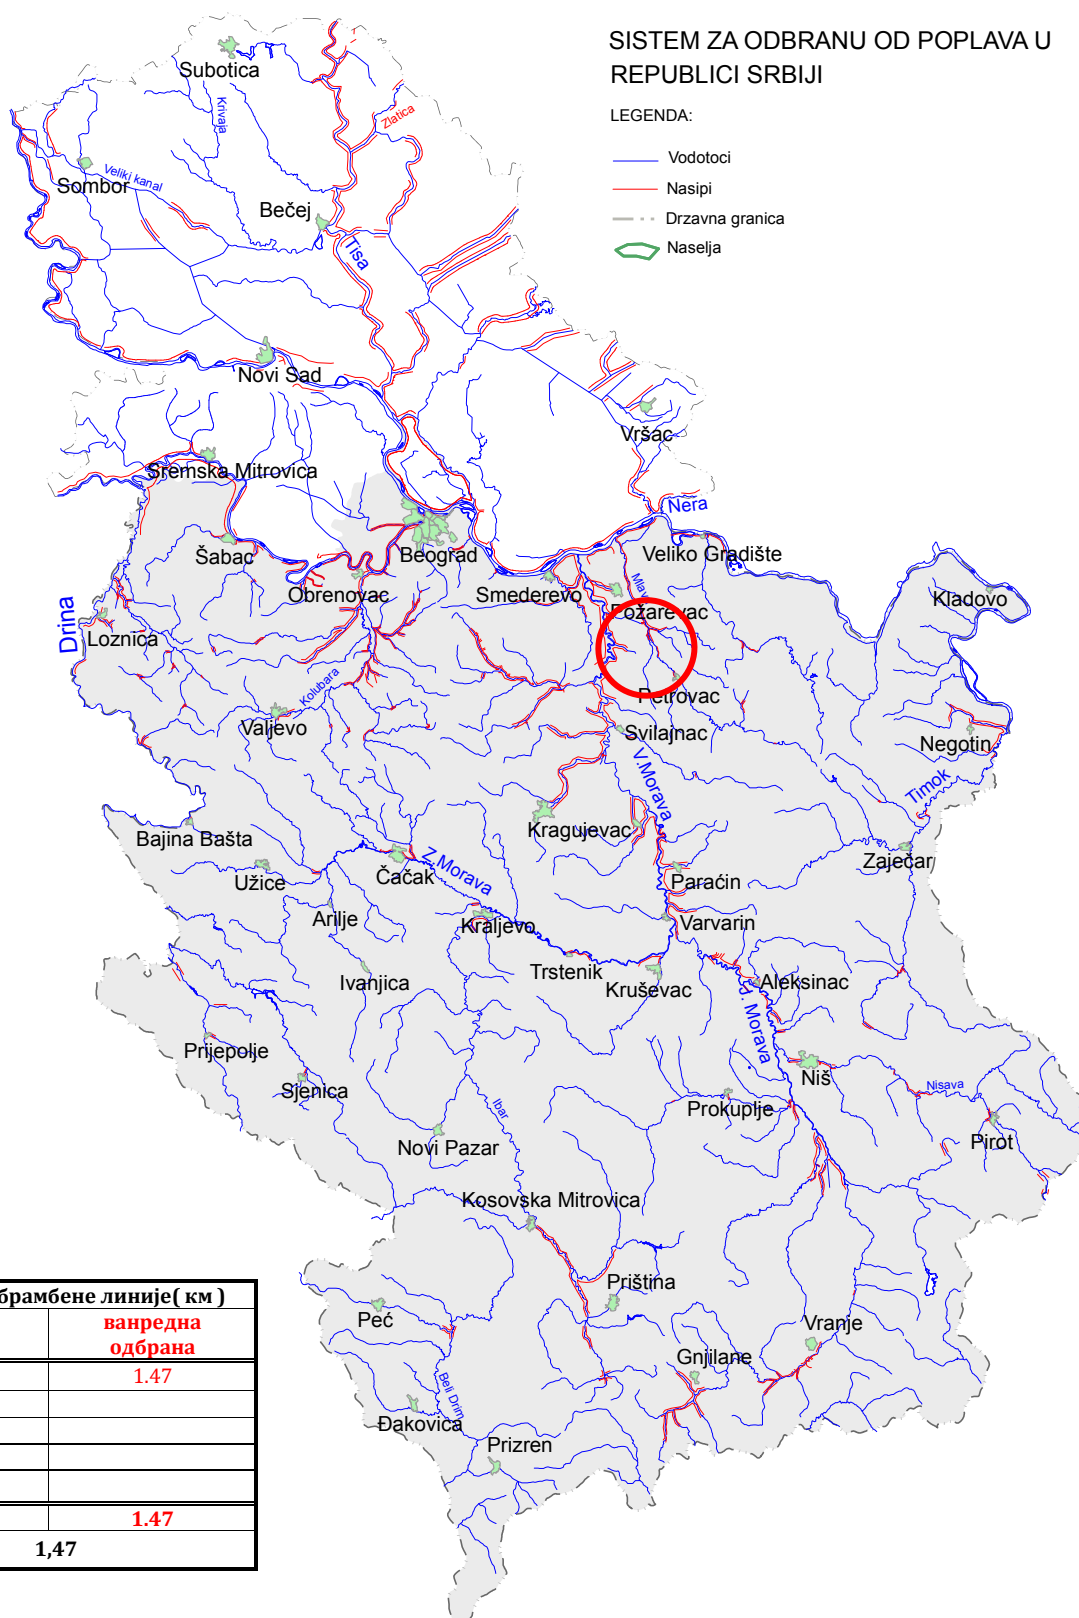 SISTEM ZA ODBRANU OD POPLAVA U
REPUBLICI SRBIJI
LEGENDA:
Vodotoci
Nasipi
Drzavna granica
Naselja
Subotica
Krivaja
Zlatica
Sombor
Veliki kanal
Bečej
Tisa
Novi Sad
Vršac
Sremska Mitrovica
Nera
Šabac
Beograd
Veliko Gradište
Obrenovac
Smederevo
Kladovo
Požarevac
Drina
Loznica
Kolubara
Petrovac
Valjevo
Svilajnac
Negotin
V.Morava
Timok
Bajina Bašta
Kragujevac
Zaječar
Užice
Čačak
Z.Morava
Paraćin
Arilje
Kraljevo
Varvarin
Ivanjica
Trstenik
Kruševac
Aleksinac
J. Morava
Prijepolje
Sjenica
Niš
Nisava
Ibar
Prokuplje
Novi Pazar
Pirot
Kosovska Mitrovica
Priština
Peć
Vranje
Gnjilane
Beli Drim
Đakovica
Prizren
брамбене линије( км )
ванредна
одбрана
1.47
1.47
1,47